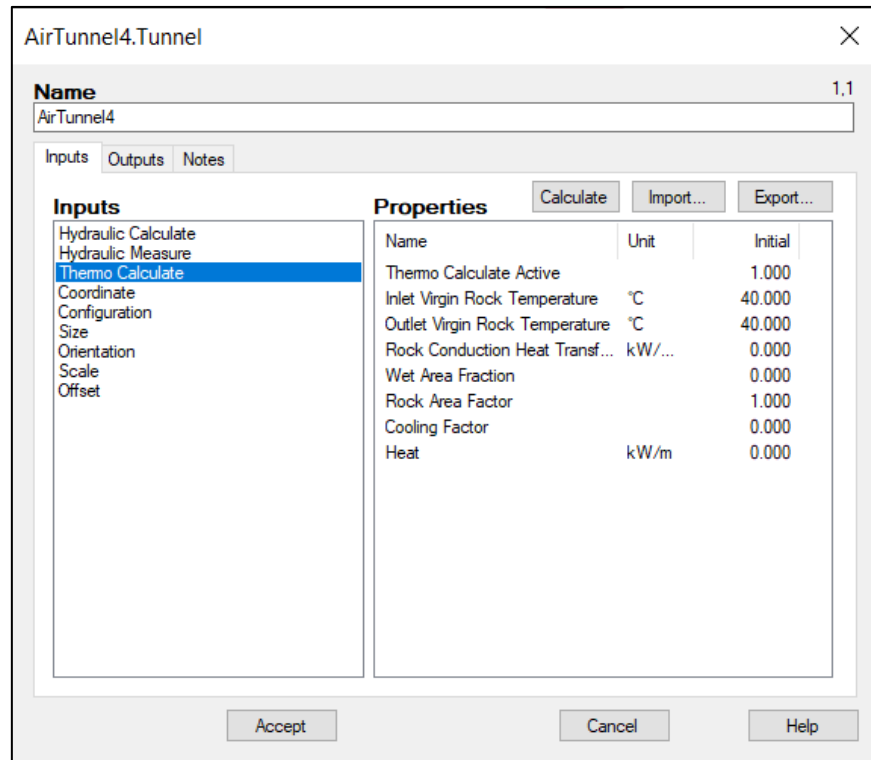 AirTunnel4.Tunnel
Name 1,1
AirTunnel4
Inputs Outputs Notes
Inputs
Hydraulic Calculate
Hydraulic Measure
Thermo Calculate
Coordinate
Configuration
Size
Orientation
Scale
Offset
Properties Calculate Import... Export...
Name Unit Initial
Thermo Calculate Active 1.000
Inlet Virgin Rock Temperature °C 40.000
Outlet Virgin Rock Temperature °C 40.000
Rock Conduction Heat Transf... kW/... 0.000
Wet Area Fraction 0.000
Rock Area Factor 1.000
Cooling Factor 0.000
Heat kW/m 0.000
Accept Cancel Help